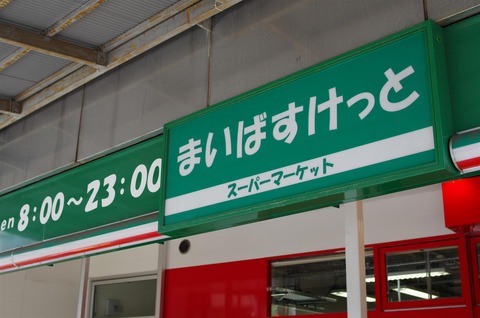 まいばすけっと
スーパーマーケット
en 8:00〜23:00